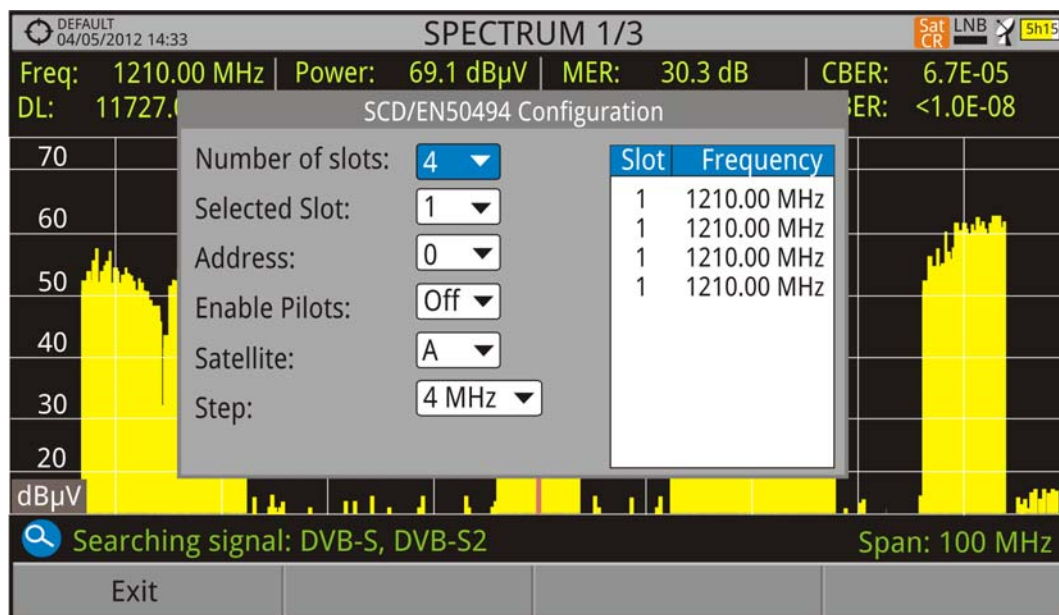 DEFAULT
04/05/2012 14:33
SPECTRUM 1/3
Sat CR
LNB
5h15
Freq: 1210.00 MHz | Power: 69.1 dBµV | MER: 30.3 dB | CBER: 6.7E-05
DL: 11727.0 BER: <1.0E-08
SCD/EN50494 Configuration
Number of slots: 4
Selected Slot: 1
Address: 0
Enable Pilots: Off
Satellite: A
Step: 4 MHz
Slot Frequency
1 1210.00 MHz
1 1210.00 MHz
1 1210.00 MHz
1 1210.00 MHz
70
60
50
40
30
20
dBµV
Searching signal: DVB-S, DVB-S2
Span: 100 MHz
Exit